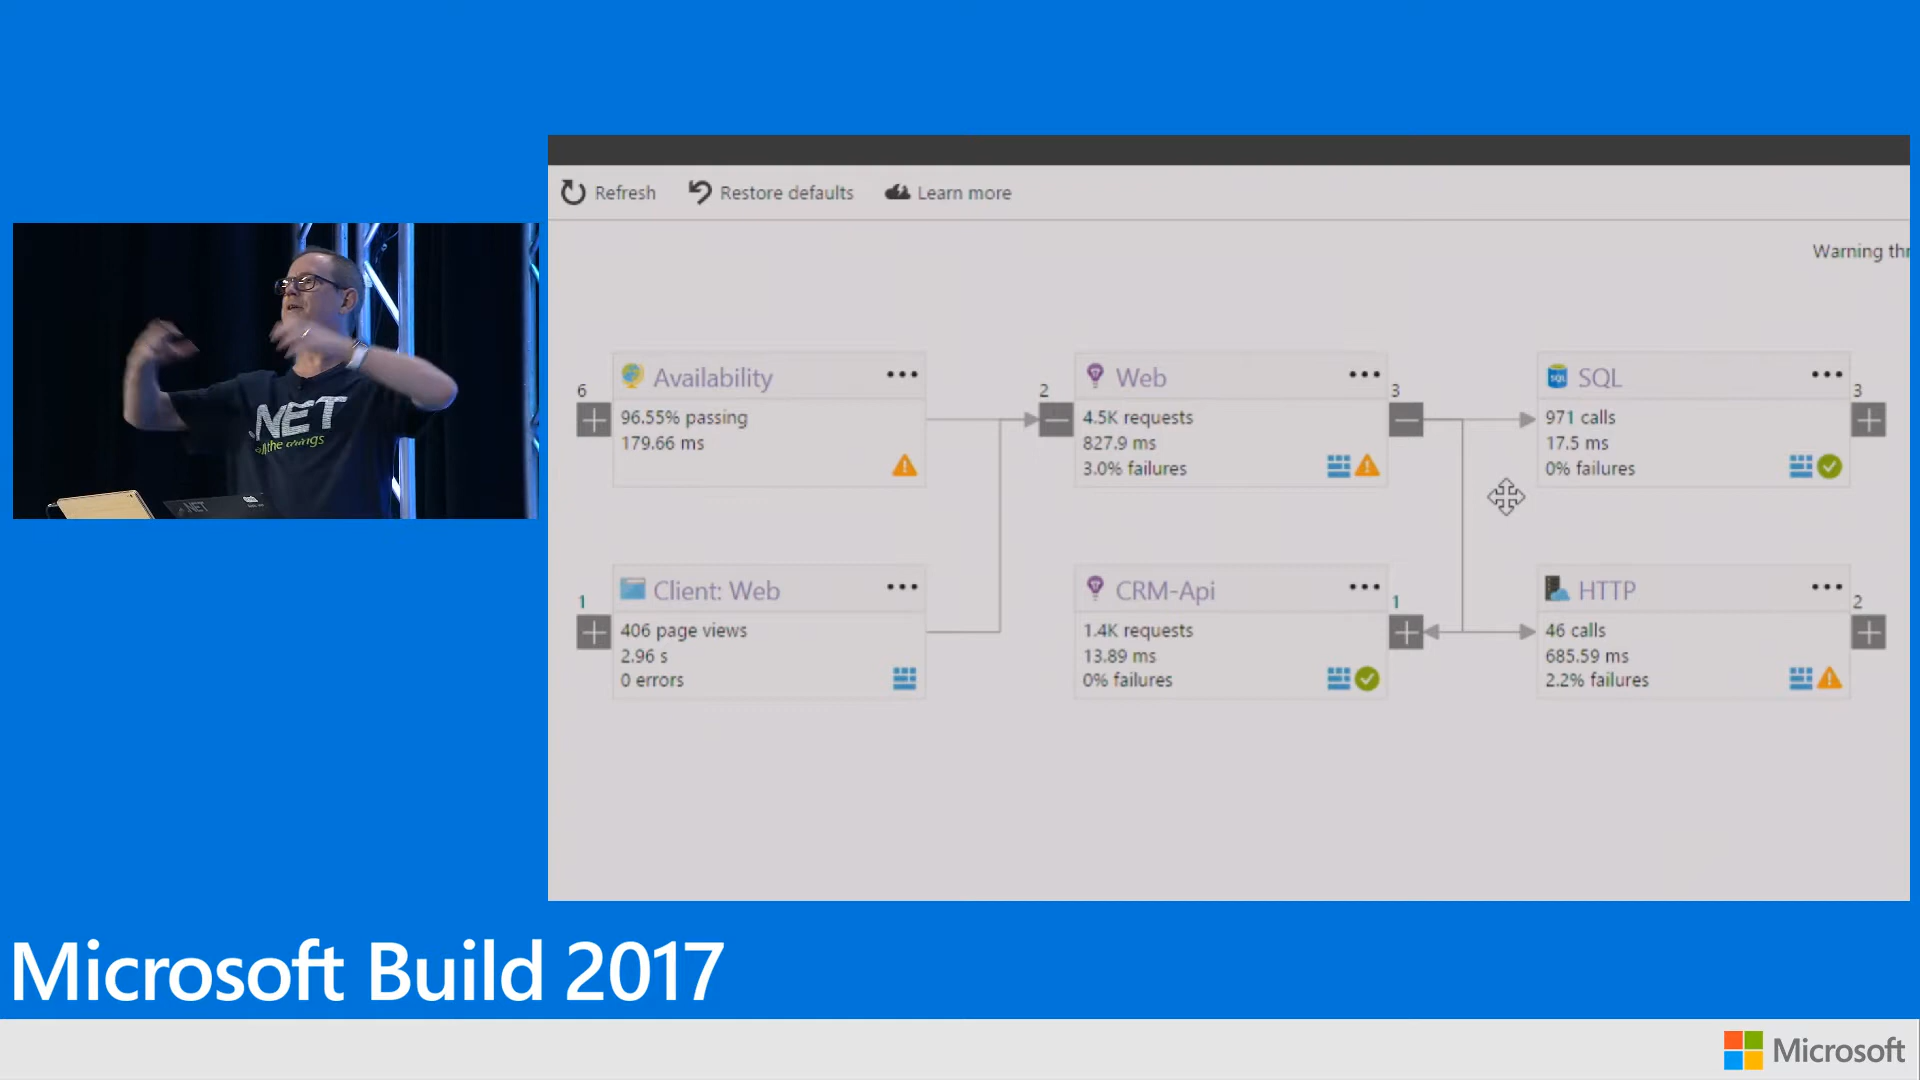 Refresh Restore defaults Learn more
Warning thr
6
Availability
96.55% passing
179.66 ms
2
Web
4.5K requests
827.9 ms
3.0% failures
3
SQL
SQL
971 calls
17.5 ms
0% failures
3
1
Client: Web
406 page views
2.96 s
0 errors
CRM-Api
1.4K requests
13.89 ms
0% failures
1
HTTP
46 calls
685.59 ms
2.2% failures
2
.NET
the
.NET
Microsoft Build 2017
Microsoft